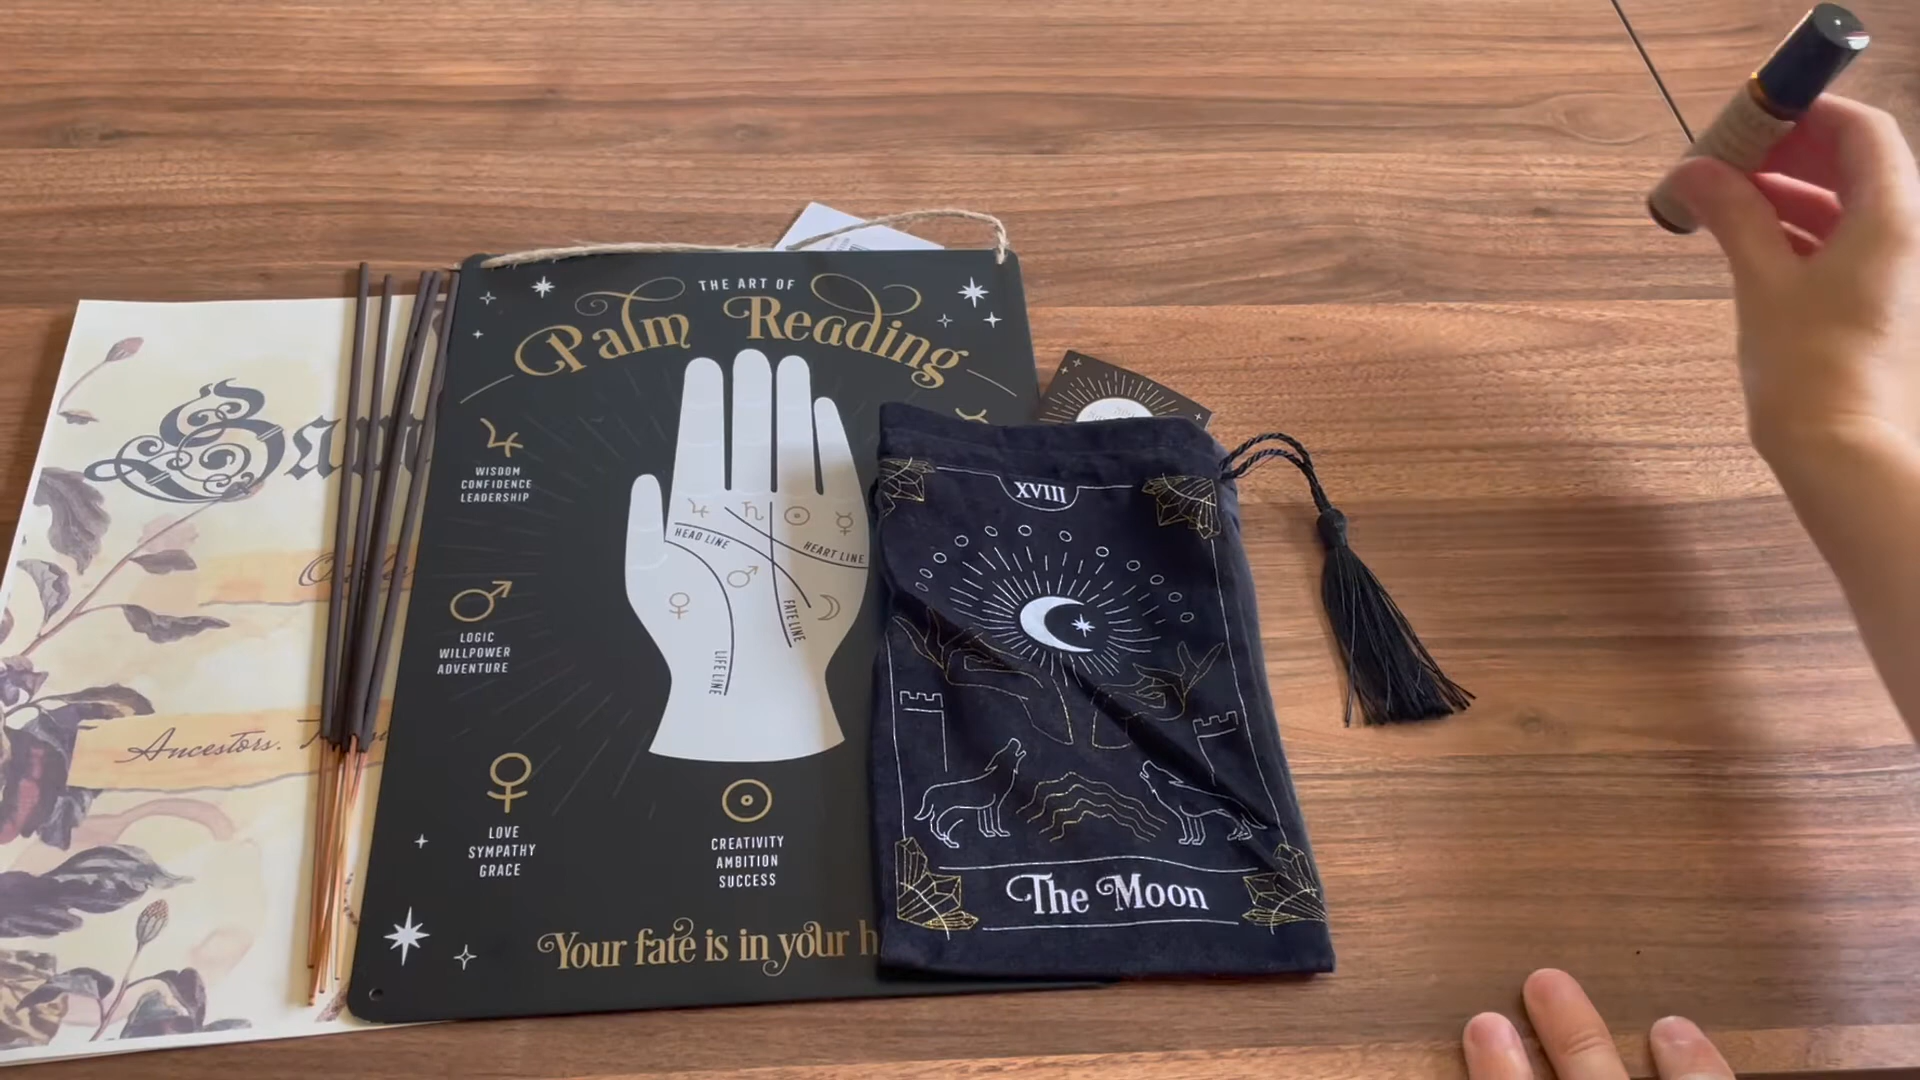 THE ART OF
Palm Reading
WISDOM
CONFIDENCE
LEADERSHIP
HEAD LINE
HEART LINE
FATE LINE
LIFE LINE
LOGIC
WILLPOWER
ADVENTURE
LOVE
SYMPATHY
GRACE
CREATIVITY
AMBITION
SUCCESS
Your fate is in your h
XVIII
The Moon
Ancestors.